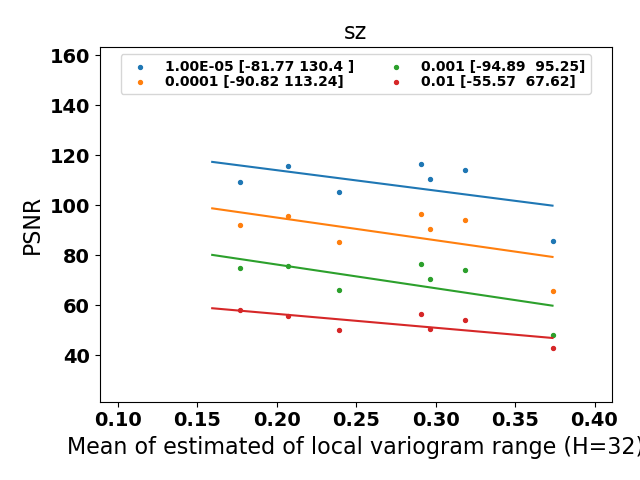 sz
1.00E-05 [-81.77 130.4 ]
0.0001 [-90.82 113.24]
0.001 [-94.89  95.25]
0.01 [-55.57  67.62]
PSNR
160
140
120
100
80
60
40
0.10 0.15 0.20 0.25 0.30 0.35 0.40
Mean of estimated of local variogram range (H=32)